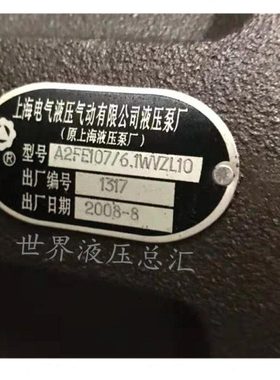 上海电气液压气动有限公司液压泵厂
(原上海液压泵厂)
®
型号 A2FE107/6.1WVZL10
出厂编号 1317
出厂日期 2008-8
世界液压总汇